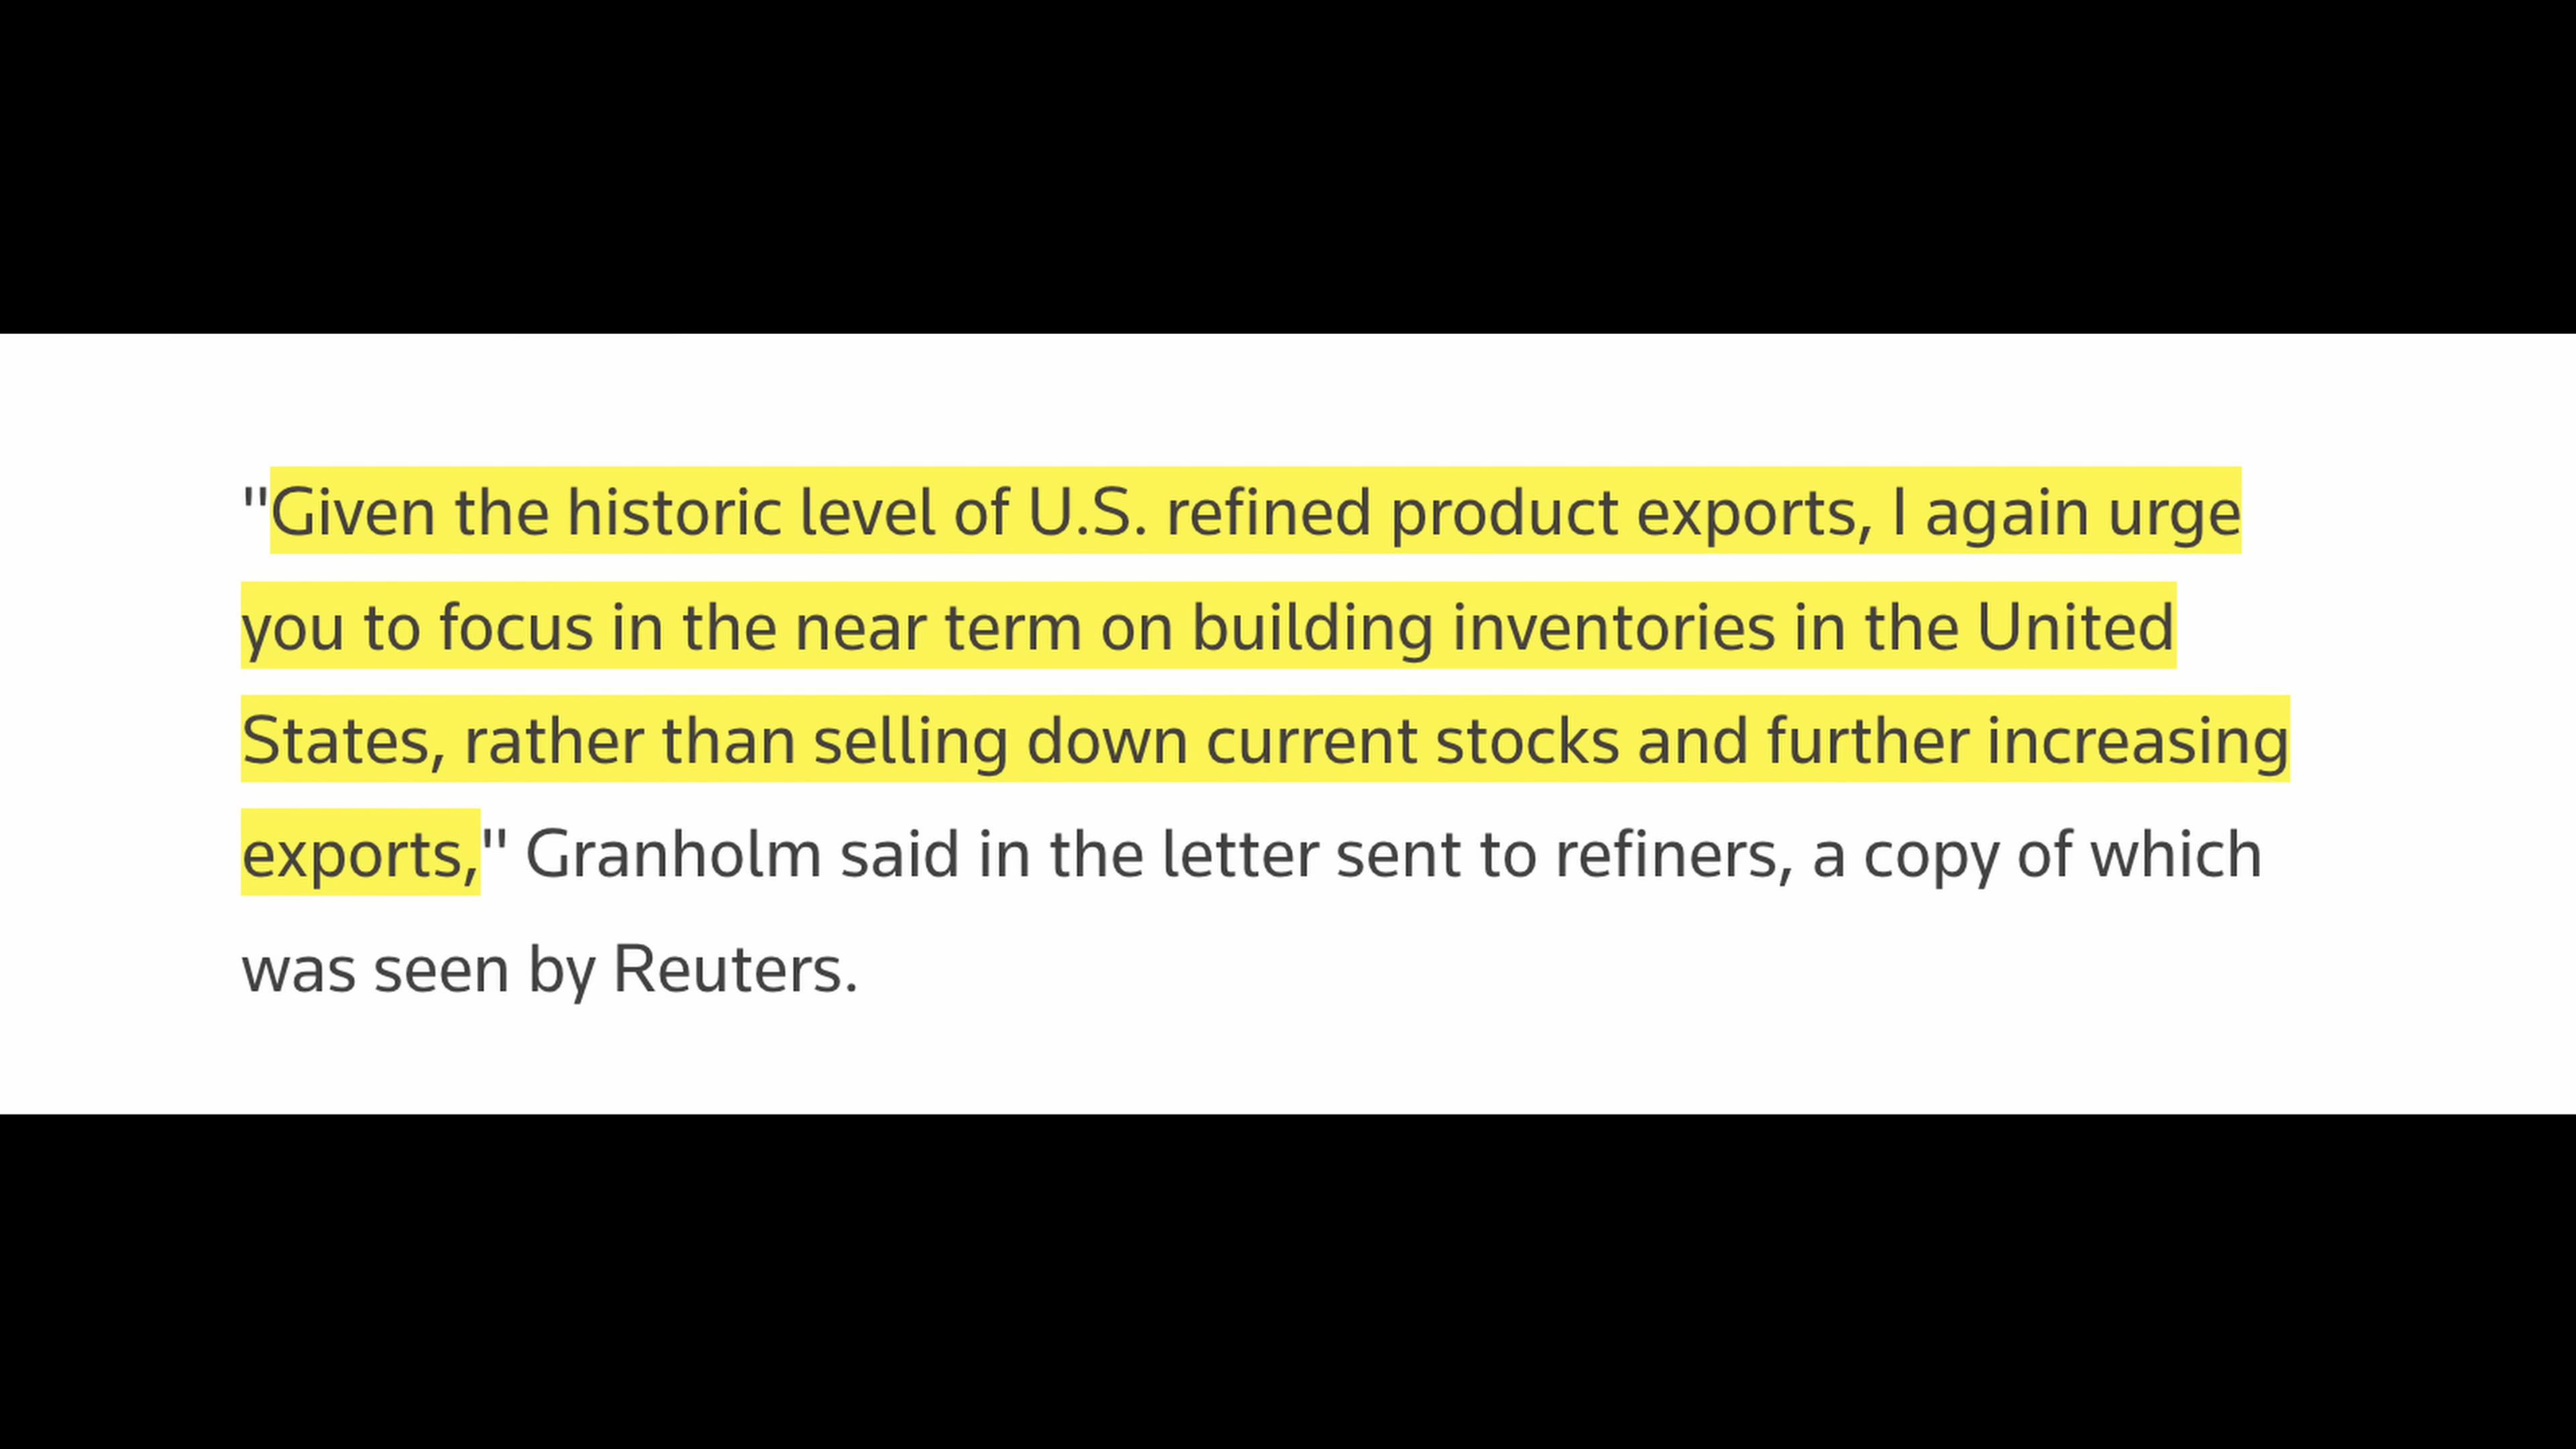 "Given the historic level of U.S. refined product exports, I again urge
you to focus in the near term on building inventories in the United
States, rather than selling down current stocks and further increasing
exports," Granholm said in the letter sent to refiners, a copy of which
was seen by Reuters.